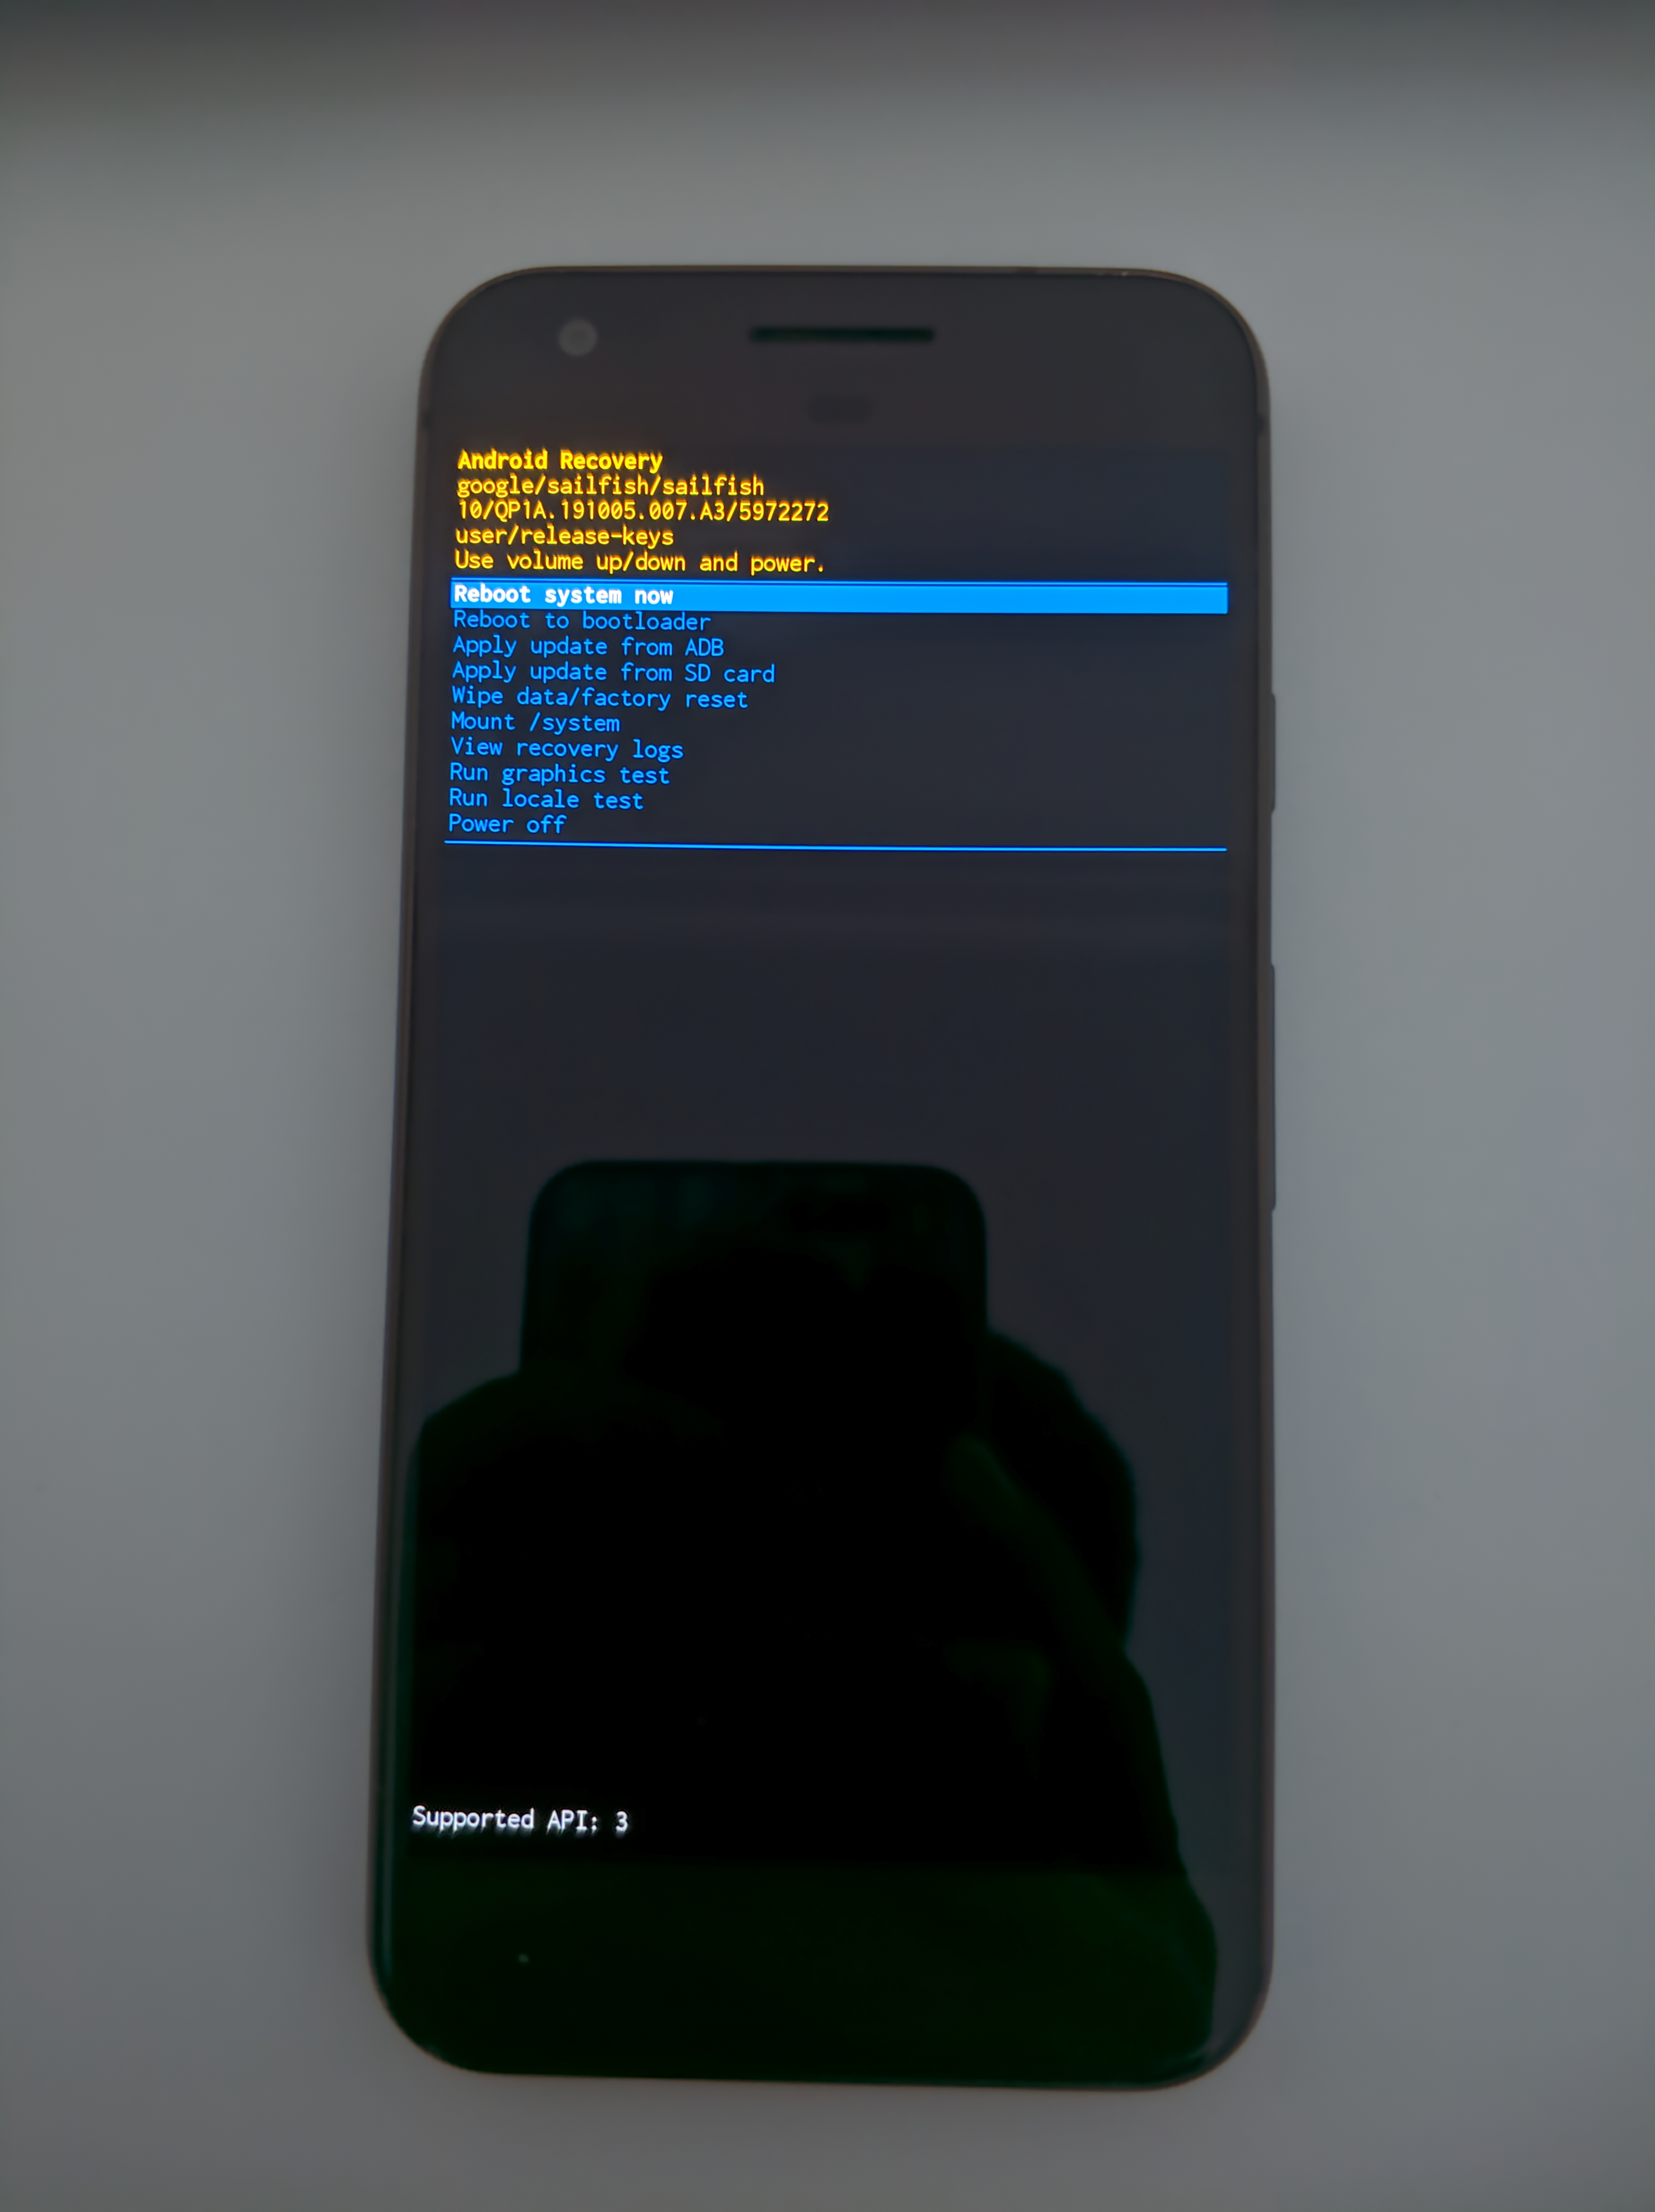 Android Recovery
google/sailfish/sailfish
10/QP1A.191005.007.A3/5972272
user/release-keys
Use volume up/down and power.
Reboot system now
Reboot to bootloader
Apply update from ADB
Apply update from SD card
Wipe data/factory reset
Mount /system
View recovery logs
Run graphics test
Run locale test
Power off
Supported API: 3